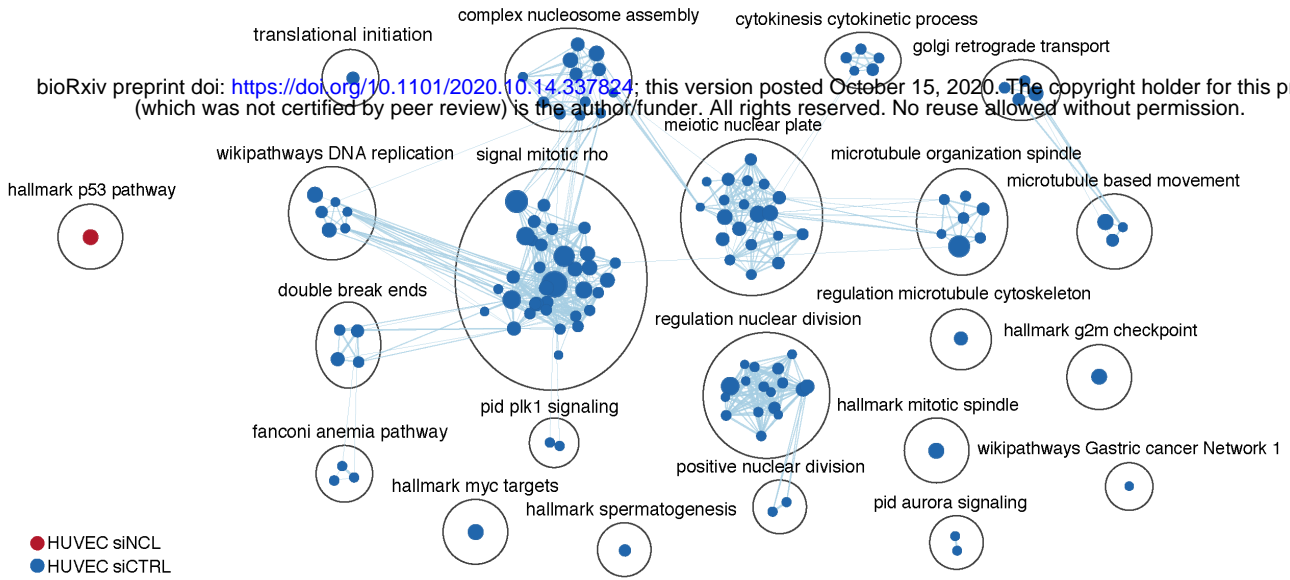 complex nucleosome assembly
cytokinesis cytokinetic process
translational initiation
golgi retrograde transport
bioRxiv preprint doi: https://doi.org/10.1101/2020.10.14.337824; this version posted October 15, 2020. The copyright holder for this
(which was not certified by peer review) is the author/funder. All rights reserved. No reuse allowed without permission.
meiotic nuclear plate
wikipathways DNA replication
signal mitotic rho
microtubule organization spindle
hallmark p53 pathway
microtubule based movement
double break ends
regulation microtubule cytoskeleton
regulation nuclear division
hallmark g2m checkpoint
pid plk1 signaling
hallmark mitotic spindle
fanconi anemia pathway
wikipathways Gastric cancer Network 1
positive nuclear division
hallmark myc targets
hallmark spermatogenesis
pid aurora signaling
HUVEC siNCL
HUVEC siCTRL